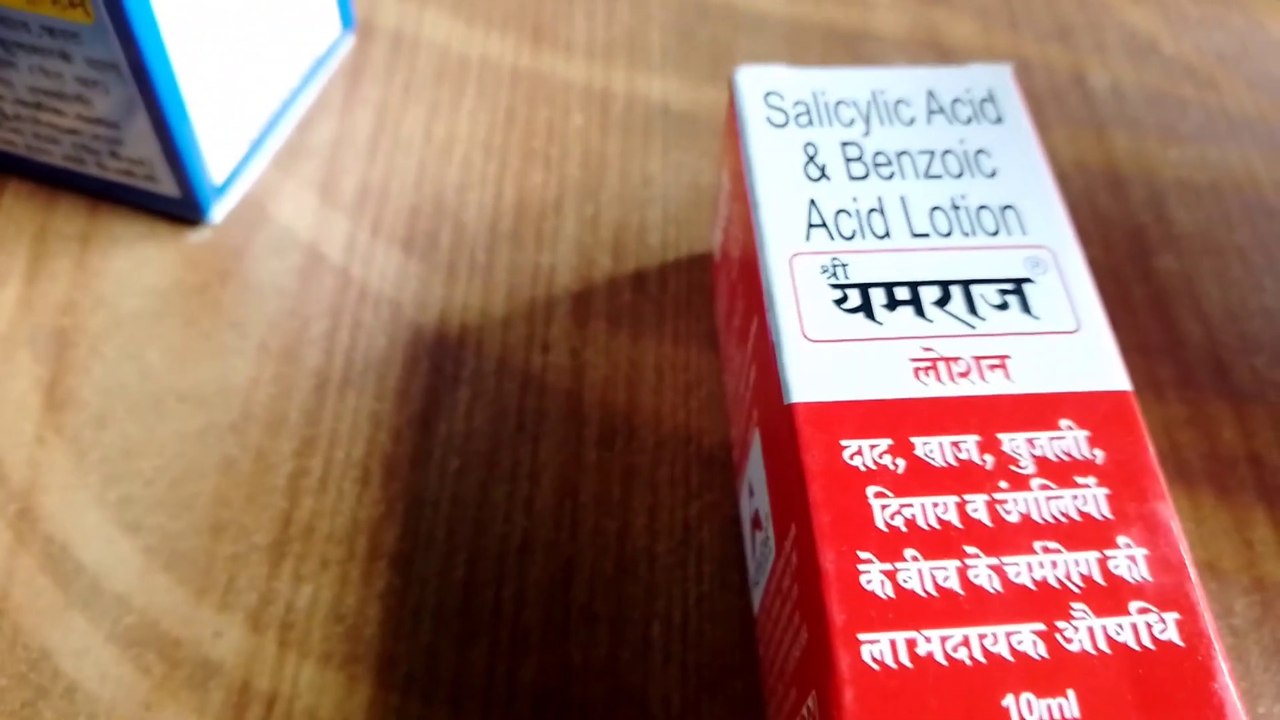 Salicylic Acid
& Benzoic
Acid Lotion
श्री
यमराज
लोशन
दाद, खाज, खुजली,
दिनाय व उंगलियों
के बीच के चर्मरोग की
लाभदायक औषधि
10ml